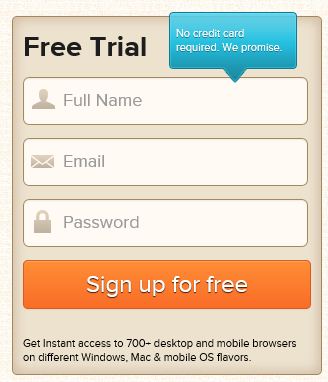 Free Trial
No credit card
required. We promise.
Full Name
Email
Password
Sign up for free
Get Instant access to 700+ desktop and mobile browsers
on different Windows, Mac & mobile OS flavors.